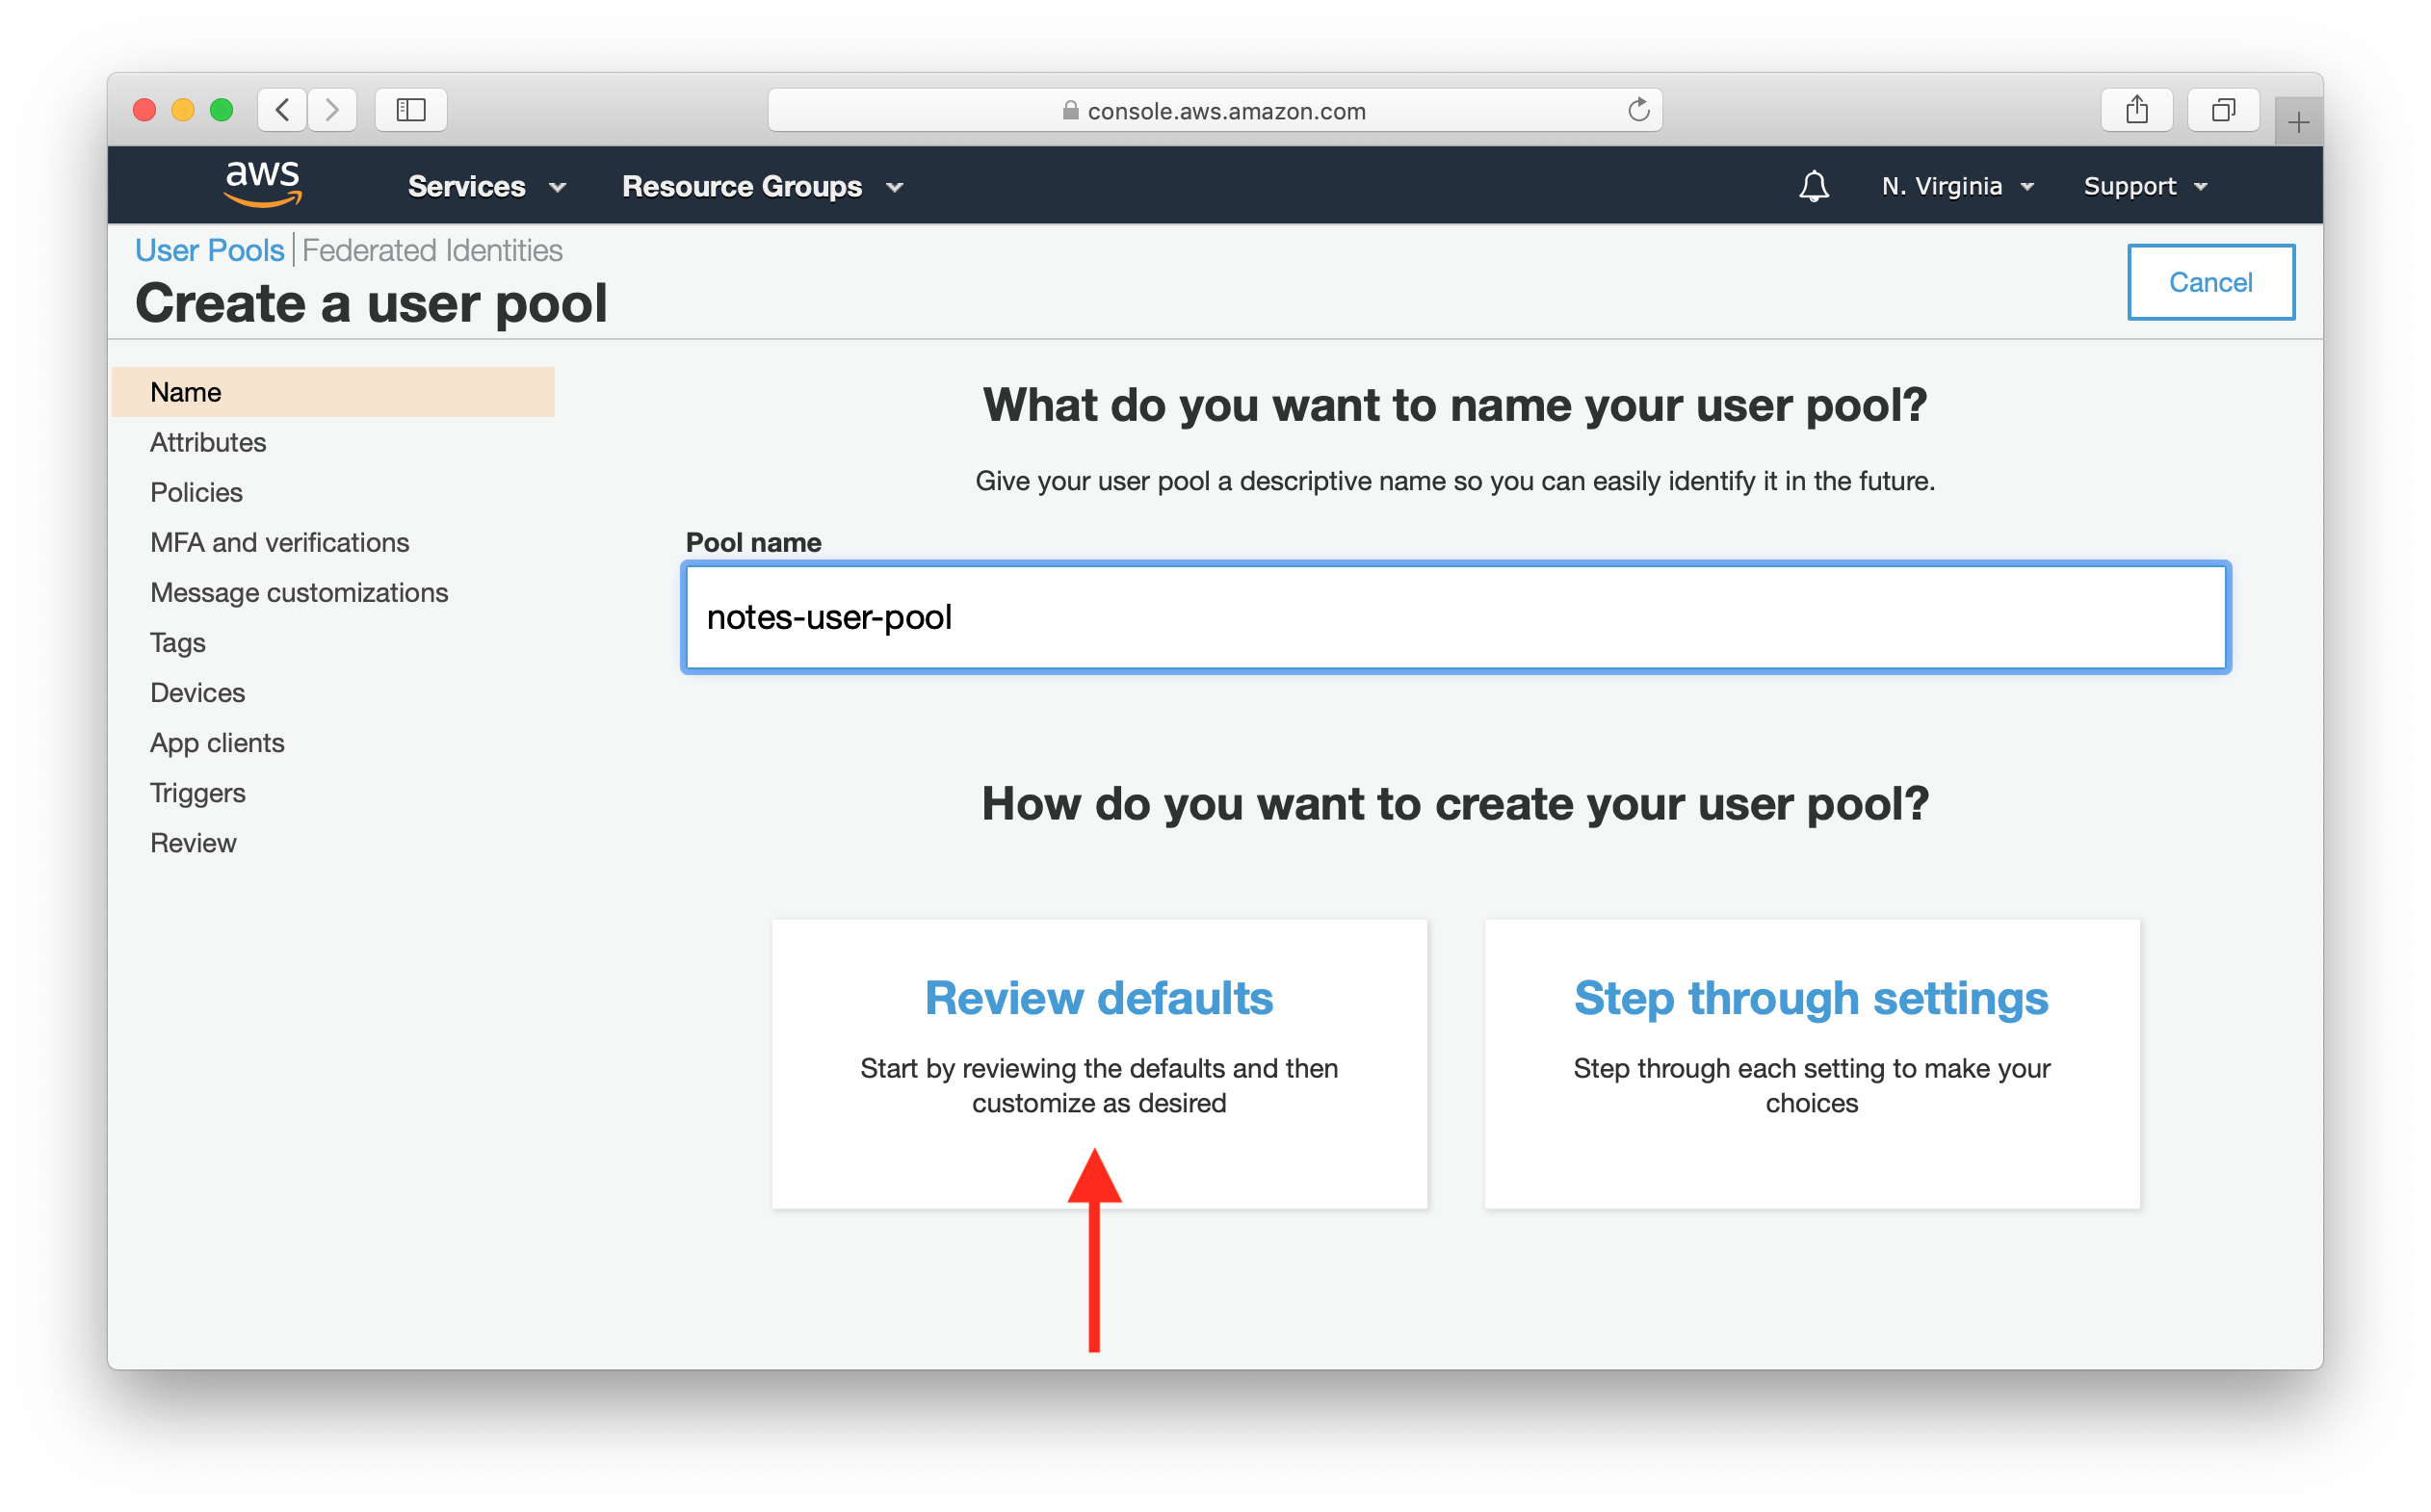 console.aws.amazon.com
aws
Services
Resource Groups
N. Virginia
Support
User Pools
Federated Identities
Create a user pool
Cancel
Name
Attributes
Policies
MFA and verifications
Message customizations
Tags
Devices
App clients
Triggers
Review
What do you want to name your user pool?
Give your user pool a descriptive name so you can easily identify it in the future.
Pool name
notes-user-pool
How do you want to create your user pool?
Review defaults
Start by reviewing the defaults and then
customize as desired
Step through settings
Step through each setting to make your
choices